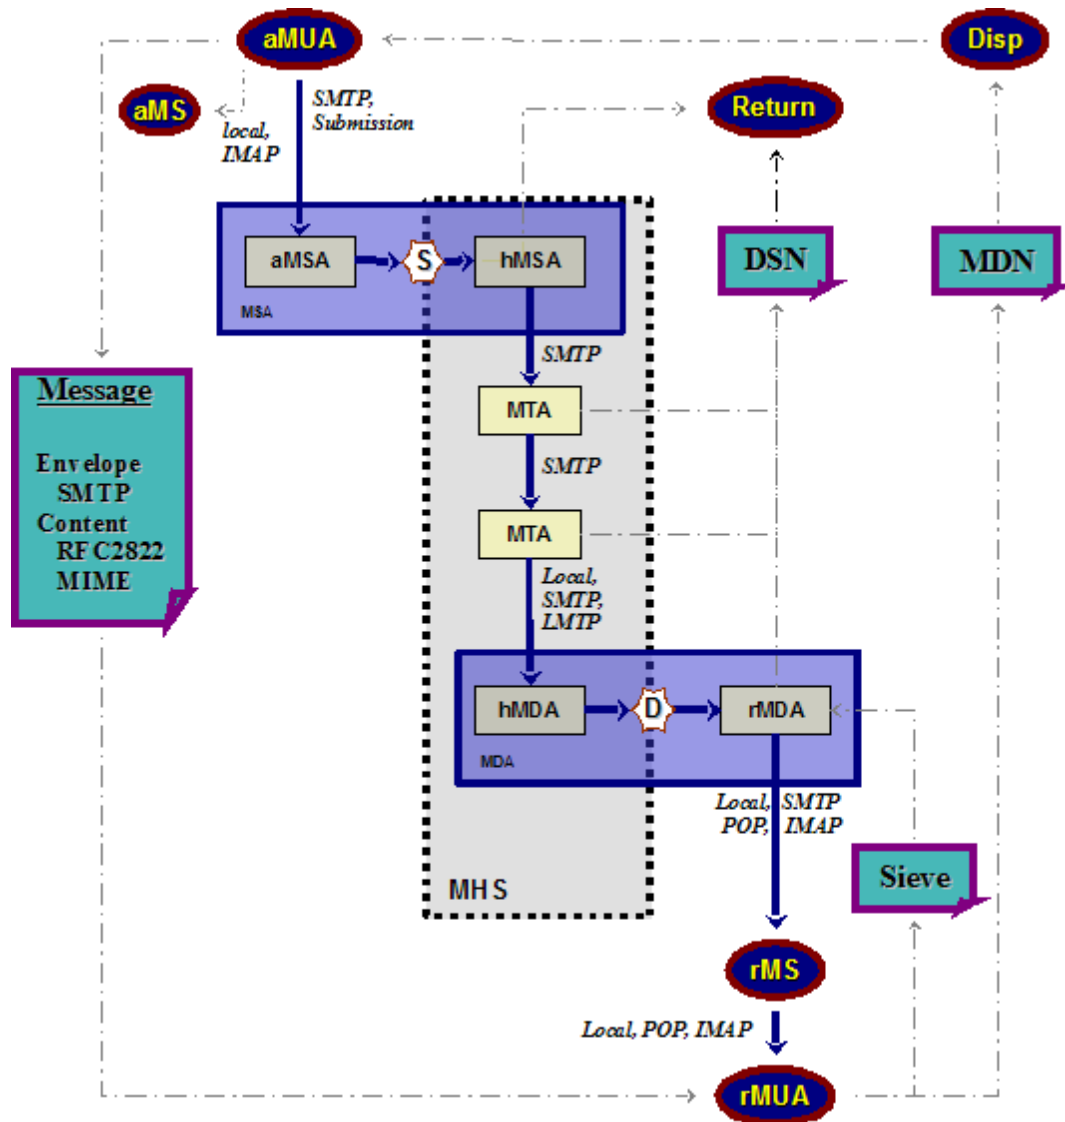 aMUA
Disp
aMS
SMTP,
Submission
Return
local,
IMAP
aMSA
S
hMSA
DSN
MDN
MSA
SMTP
Message
MTA
Envelope
SMTP
SMTP
Content
RFC2822
MIME
MTA
Local,
SMTP,
LMTP
hMDA
D
rMDA
MDA
Local, SMTP
POP, IMAP
MHS
Sieve
rMS
Local, POP, IMAP
rMUA